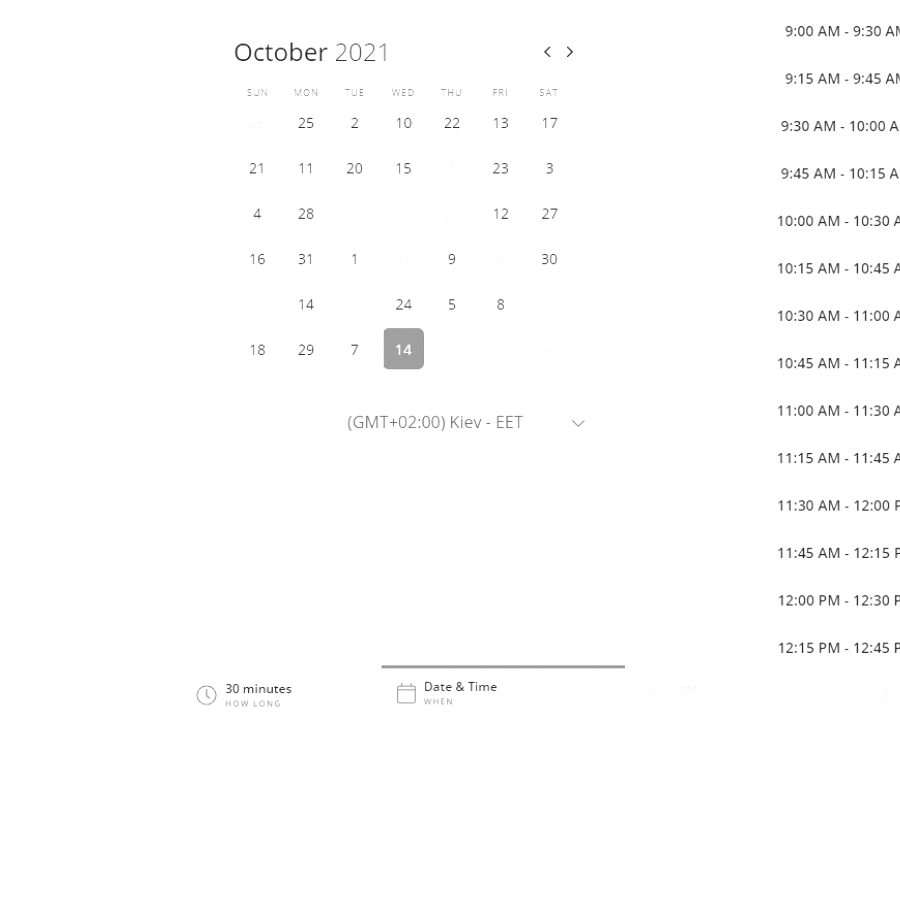 October 2021
SUN MON TUE WED THU FRI SAT
25 2 10 22 13 17
21 11 20 15 23 3
4 28 12 27
16 31 1 9 30
14 24 5 8
18 29 7 14
(GMT+02:00) Kiev - EET
9:00 AM - 9:30 AM
9:15 AM - 9:45 AM
9:30 AM - 10:00 A
9:45 AM - 10:15 A
10:00 AM - 10:30 A
10:15 AM - 10:45 A
10:30 AM - 11:00 A
10:45 AM - 11:15 A
11:00 AM - 11:30 A
11:15 AM - 11:45 A
11:30 AM - 12:00 P
11:45 AM - 12:15 P
12:00 PM - 12:30 P
12:15 PM - 12:45 P
30 minutes
HOW LONG
Date & Time
WHEN